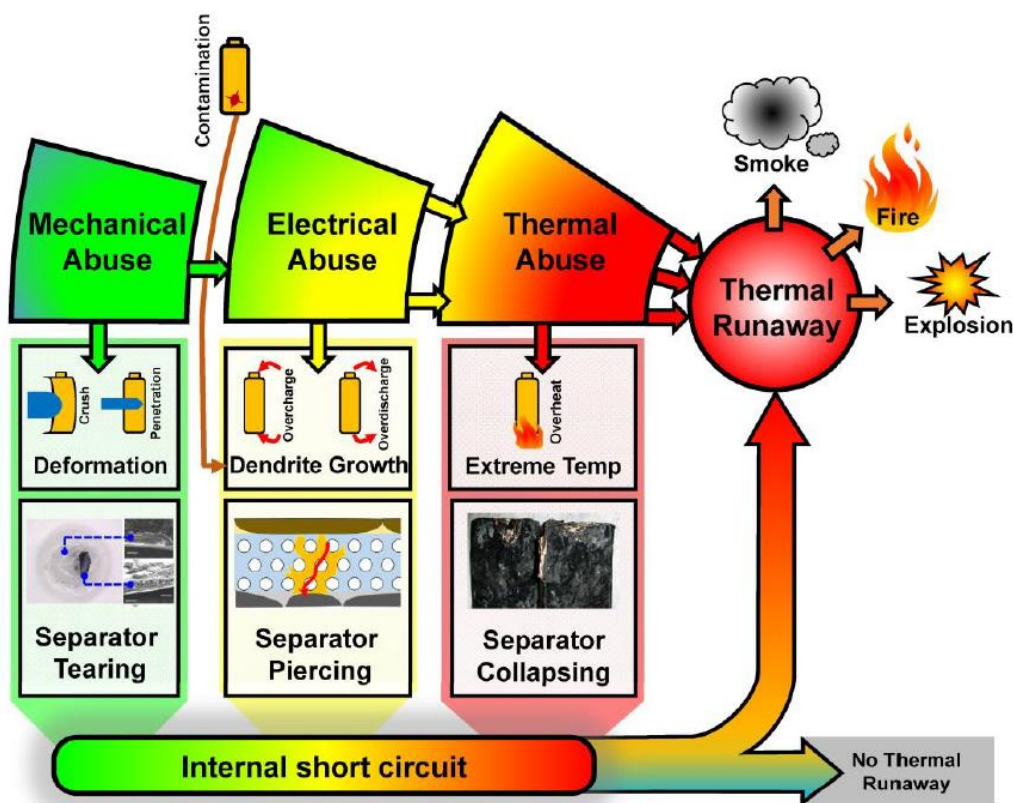 Contamination
Mechanical
Abuse
Electrical
Abuse
Thermal
Abuse
Thermal
Runaway
Smoke
Fire
Explosion
Crush
Penetration
Deformation
Overcharge
Overdischarge
Dendrite Growth
Overheat
Extreme Temp
Separator
Tearing
Separator
Piercing
Separator
Collapsing
Internal short circuit
No Thermal
Runaway